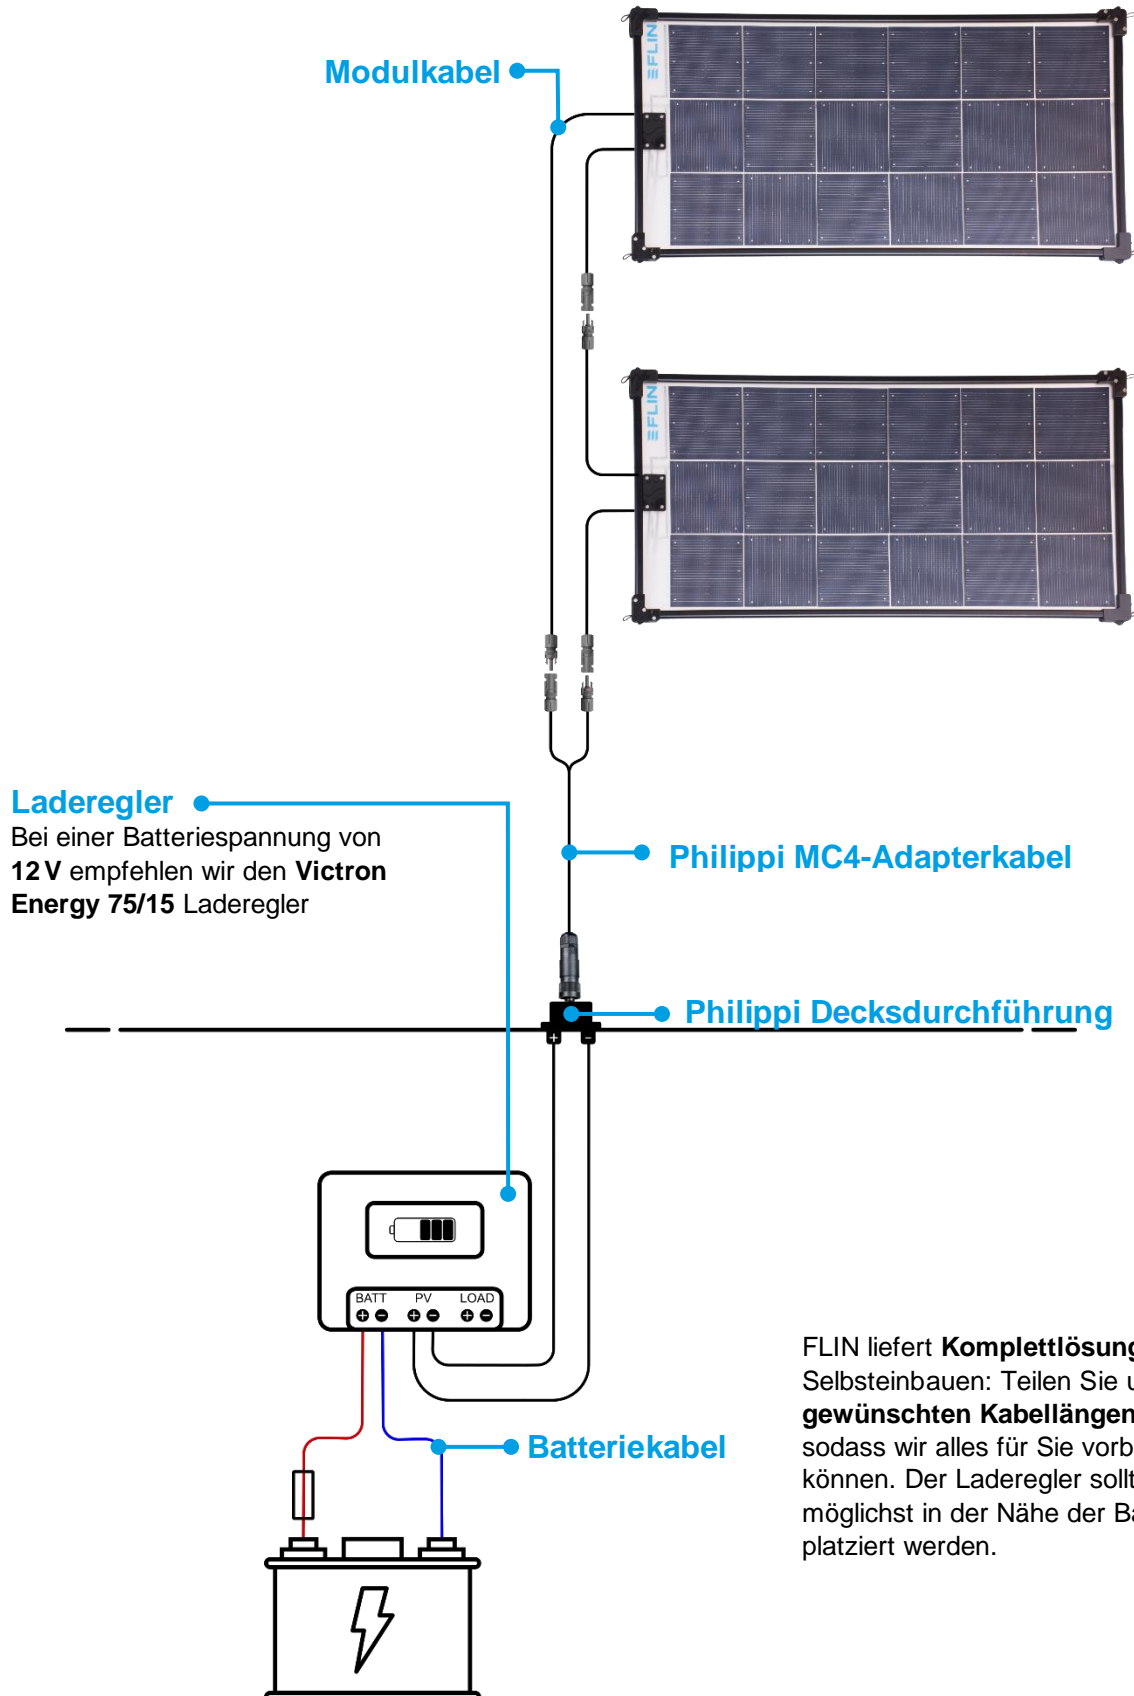 FLIN
Modulkabel
FLIN
Laderegler
Bei einer Batteriespannung von
12 V empfehlen wir den Victron
Energy 75/15 Laderegler
Philippi MC4-Adapterkabel
Philippi Decksdurchführung
+ -
BATT PV LOAD
+ - + - + -
FLIN liefert
Selbsteinbauen: Teilen Sie
gewünschten Kabellängen
sodass wir alles für Sie
können. Der Laderegler
möglichst in der Nähe der
platziert werden.
Batteriekabel